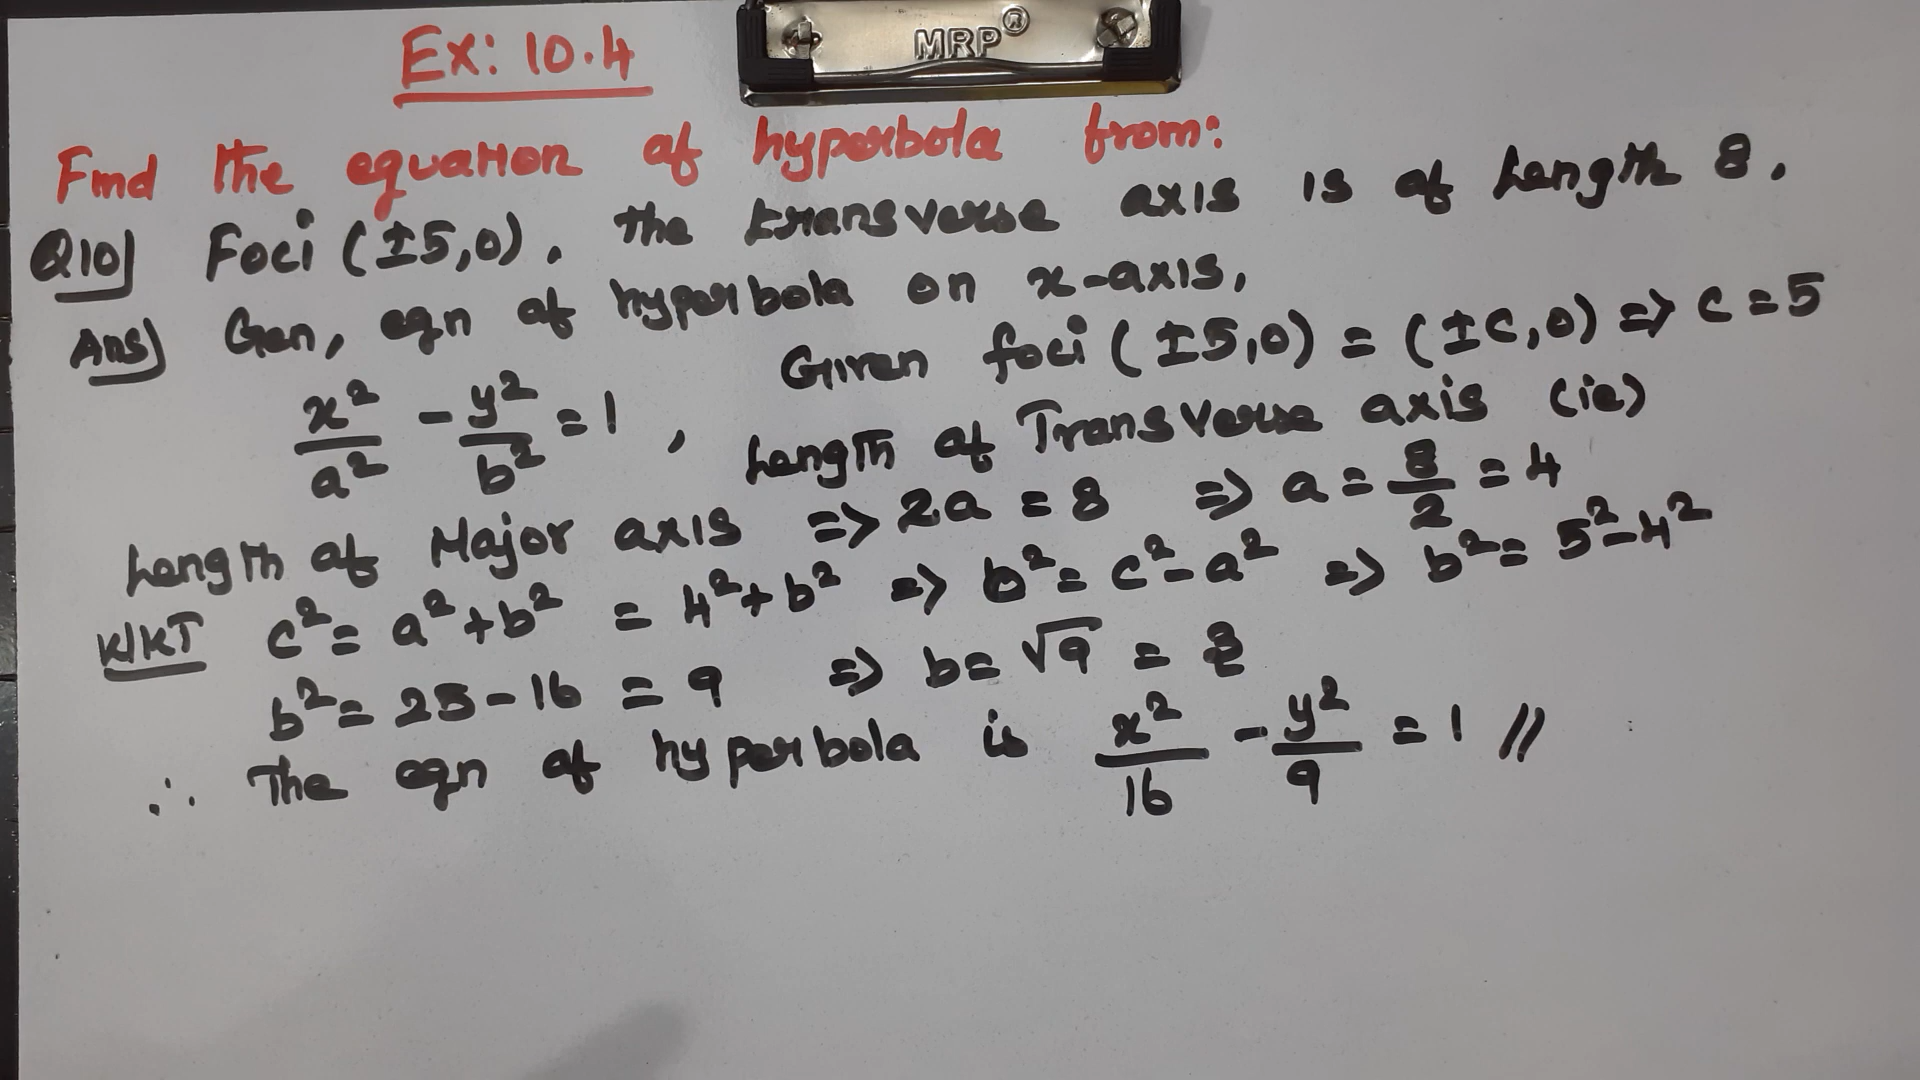 MRP®
Ex: 10.4
Find the equation of hyperbola from:
Q10) Foci (±5,0). The transverse axis is of length 8.
Ans) Gen, eqn of hyperbola on x-axis,
x²/a² - y²/b² = 1, Given foci (±5,0) = (±c,0) => c = 5
Length of Transverse axis (ie)
Length of Major axis => 2a = 8 => a = 8/2 = 4
WKT c² = a² + b² = 4² + b² => b² = c² - a² => b² = 5² - 4²
b² = 25 - 16 = 9 => b = √9 = 3
∴ The eqn of hyperbola is x²/16 - y²/9 = 1 //